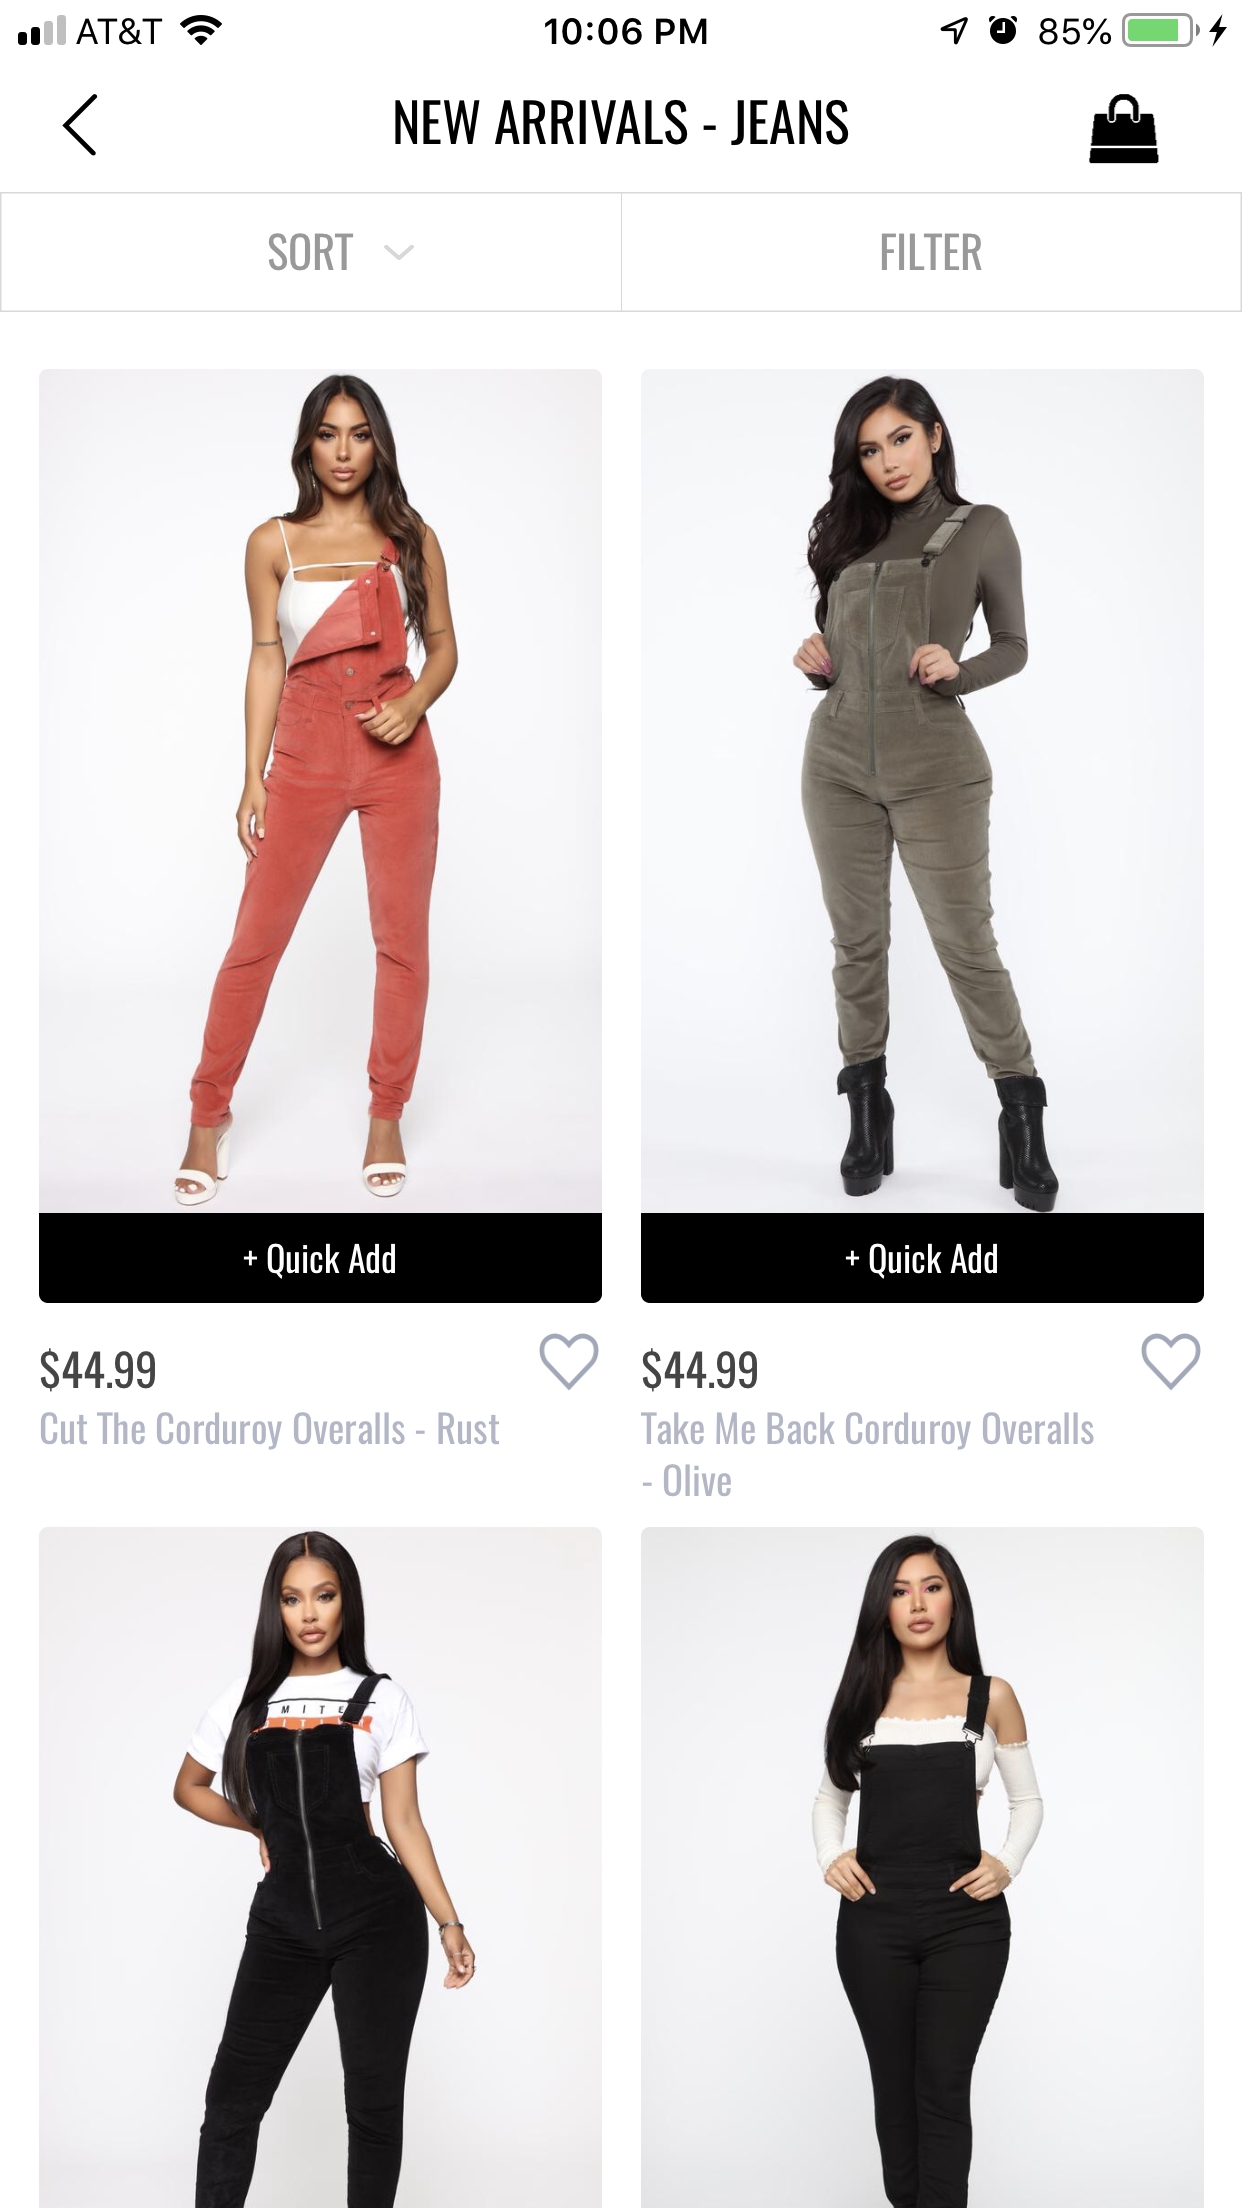 AT&T
10:06 PM
85%
NEW ARRIVALS - JEANS
SORT
FILTER
+ Quick Add
+ Quick Add
$44.99
$44.99
Cut The Corduroy Overalls - Rust
Take Me Back Corduroy Overalls
- Olive
MITE